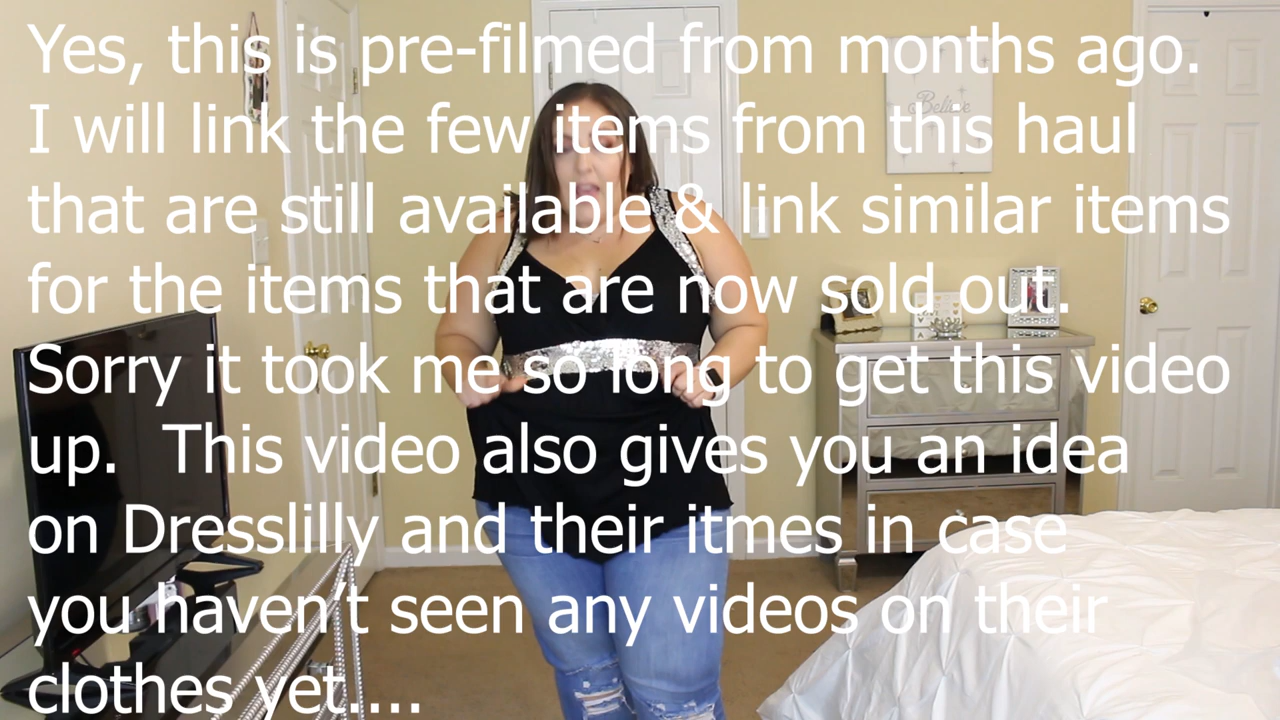 Yes, this is pre-filmed from months ago.
I will link the few items from this haul
that are still available & link similar items
for the items that are now sold out.
Sorry it took me so long to get this video
up. This video also gives you an idea
on Dresslilly and their itmes in case
you haven't seen any videos on their
clothes yet....
Believe